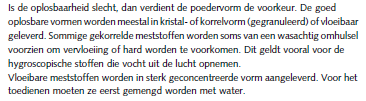 Is de oplosbaarheid slecht, dan verdient de poedervorm de voorkeur. De goed
oplosbare vormen worden meestal in kristal- of korrelvorm (gegranuleerd) of vloeibaar
geleverd. Sommige gekorrelde meststoffen worden soms van een wasachtig omhulsel
voorzien om vervloeiing of hard worden te voorkomen. Dit geldt vooral voor de
hygroscopische stoffen die vocht uit de lucht opnemen.
Vloeibare meststoffen worden in sterk geconcentreerde vorm aangeleverd. Voor het
toedienen moeten ze eerst gemengd worden met water.